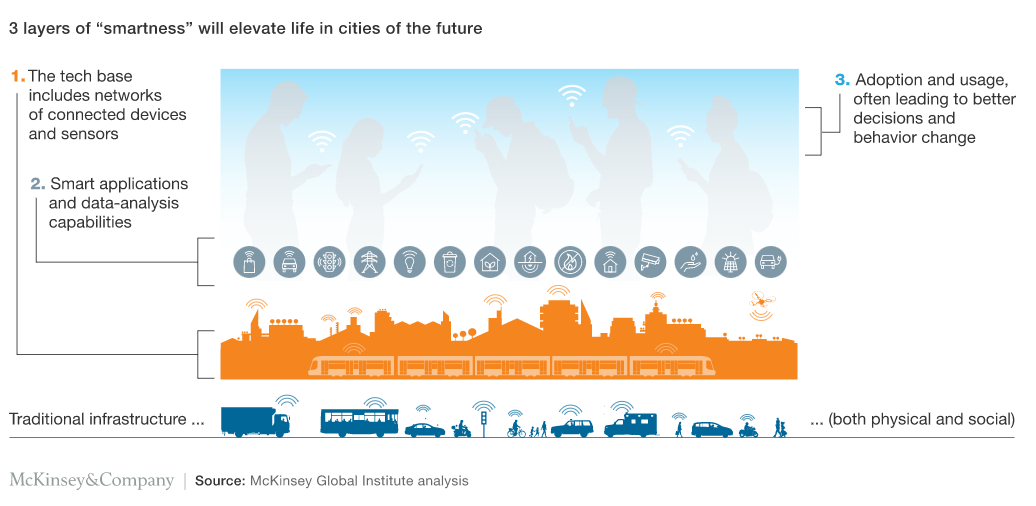 3 layers of “smartness” will elevate life in cities of the future
1. The tech base
includes networks
of connected devices
and sensors
2. Smart applications
and data-analysis
capabilities
3. Adoption and usage,
often leading to better
decisions and
behavior change
Traditional infrastructure ...
... (both physical and social)
McKinsey&Company | Source: McKinsey Global Institute analysis